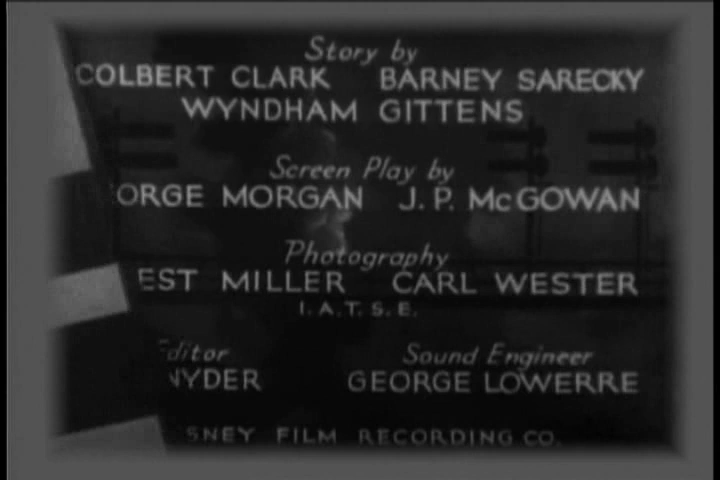 Story by
COLBERT CLARK BARNEY SARECKY
WYNDHAM GITTENS
Screen Play by
ORGE MORGAN J. P. McGOWAN
Photography
EST MILLER CARL WESTER
I. A. T. S. E.
ditor Sound Engineer
NYDER GEORGE LOWERRE
SNEY FILM RECORDING CO.